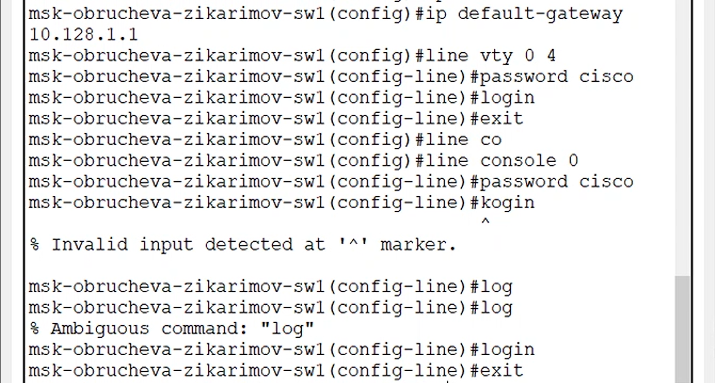 msk-obrucheva-zikarimov-sw1(config)#ip default-gateway
10.128.1.1
msk-obrucheva-zikarimov-sw1(config)#line vty 0 4
msk-obrucheva-zikarimov-sw1(config-line)#password cisco
msk-obrucheva-zikarimov-sw1(config-line)#login
msk-obrucheva-zikarimov-sw1(config-line)#exit
msk-obrucheva-zikarimov-sw1(config)#line co
msk-obrucheva-zikarimov-sw1(config)#line console 0
msk-obrucheva-zikarimov-sw1(config-line)#password cisco
msk-obrucheva-zikarimov-sw1(config-line)#kogin
^
% Invalid input detected at '^' marker.
msk-obrucheva-zikarimov-sw1(config-line)#log
msk-obrucheva-zikarimov-sw1(config-line)#log
% Ambiguous command: "log"
msk-obrucheva-zikarimov-sw1(config-line)#login
msk-obrucheva-zikarimov-sw1(config-line)#exit